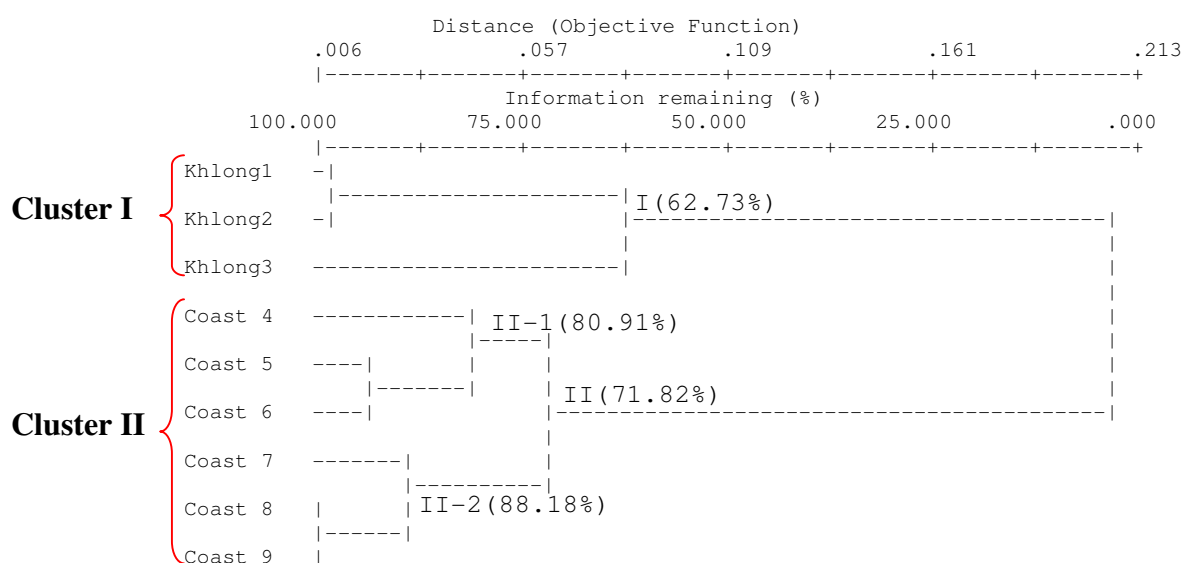 Distance (Objective Function)
.006 .057 .109 .161 .213
|-------+-------+-------+-------+-------+-------+-------+-------+
Information remaining (%)
100.000 75.000 50.000 25.000 .000
|-------+-------+-------+-------+-------+-------+-------+-------+
Khlong1
Cluster I
I(62.73%)
Khlong2
Khlong3
Coast 4
II-1(80.91%)
Coast 5
II(71.82%)
Coast 6
Cluster II
Coast 7
II-2(88.18%)
Coast 8
Coast 9